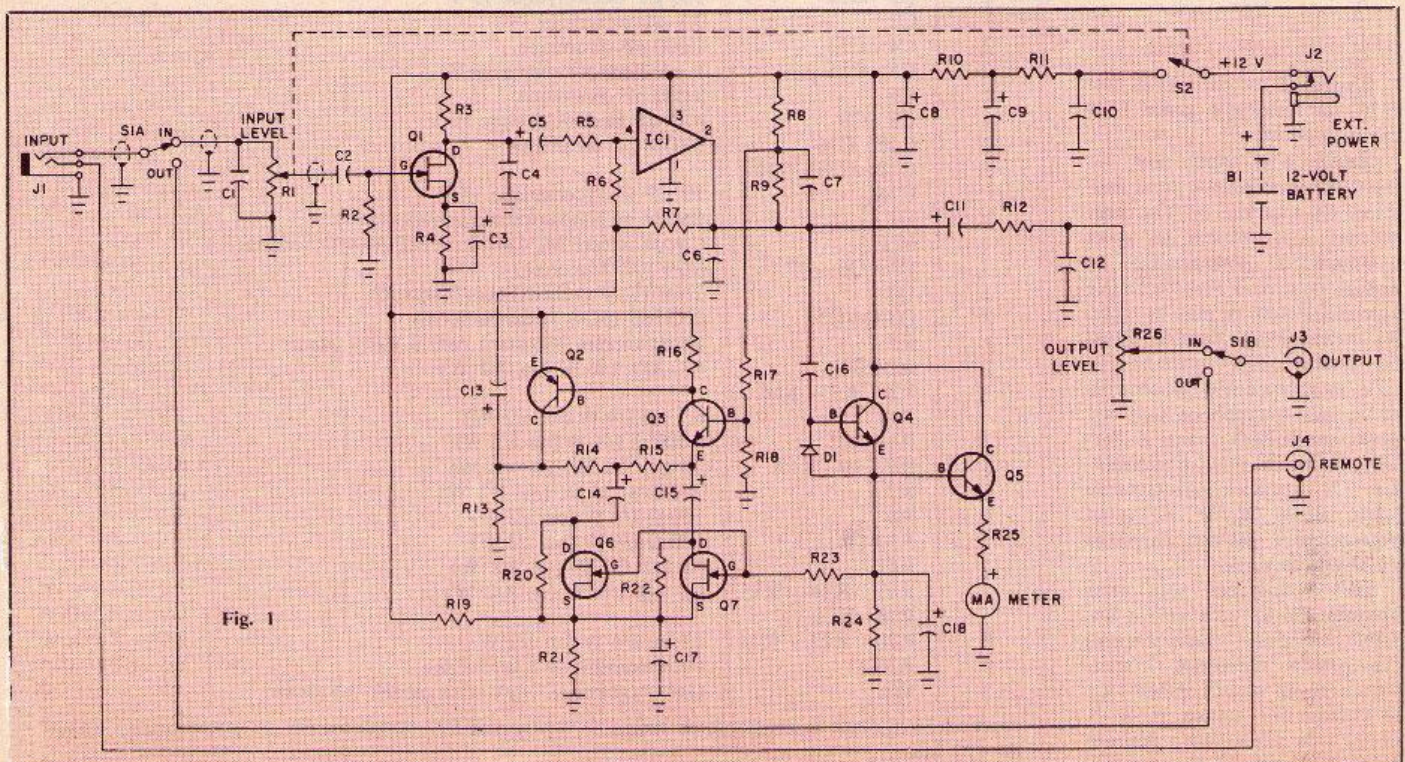 INPUT
J1
S1A
IN
OUT
INPUT
LEVEL
C1
R1
C2
R2
Q1
G
D
S
R3
R4
C3
C4
C5
R5
R6
4
IC1
3
2
1
R7
C6
R8
R9
C7
C8
R10
C9
R11
C10
S2
+12 V
J2
EXT.
POWER
B1
12-VOLT
BATTERY
C11
R12
C12
R26
OUTPUT
LEVEL
IN
S1B
OUT
J3
OUTPUT
J4
REMOTE
C13
E
Q2
B
C
R16
C
Q3
B
E
R17
R18
C16
B
C
Q4
E
D1
B
C
Q5
E
R25
MA
METER
R13
R14
R15
C14
C15
R20
D
Q6
G
S
R22
D
G
S
Q7
R23
R24
C18
R19
R21
C17
Fig. 1